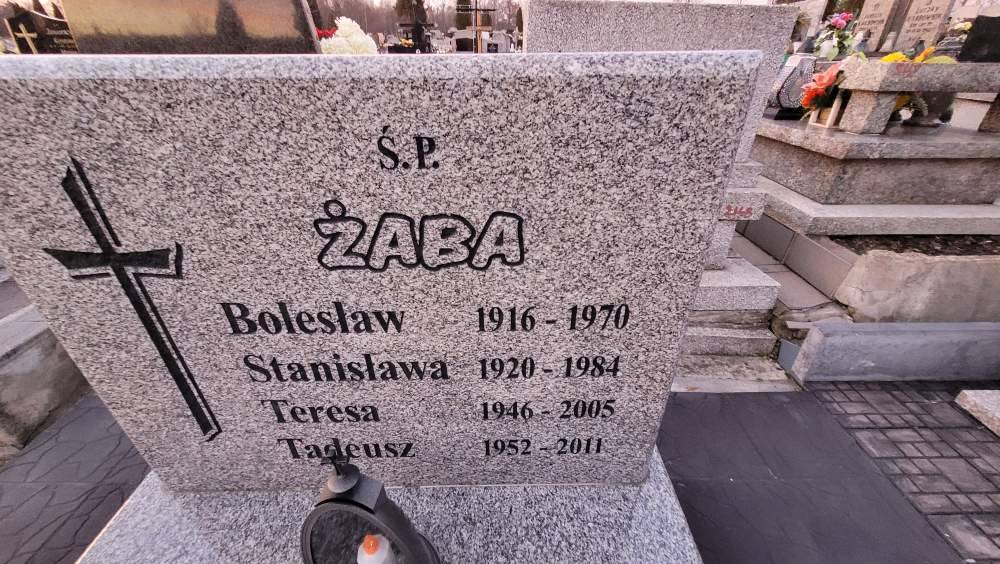 Ś.P.
ŻABA
Bolesław 1916 - 1970
Stanisława 1920 - 1984
Teresa 1946 - 2005
Tadeusz 1952 - 2011